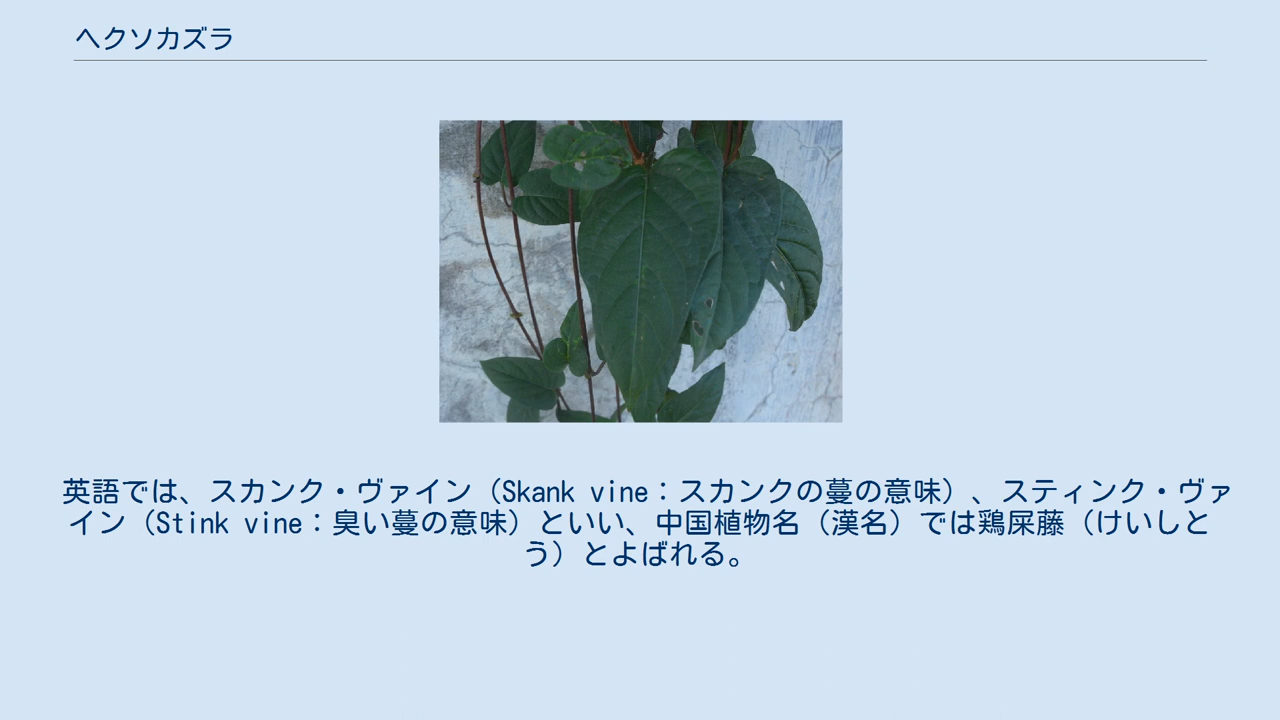 ヘクソカズラ
英語では、スカンク・ヴァイン（Skank vine：スカンクの蔓の意味）、スティンク・ヴァ
イン（Stink vine：臭い蔓の意味）といい、中国植物名（漢名）では鶏屎藤（けいしと
う）とよばれる。